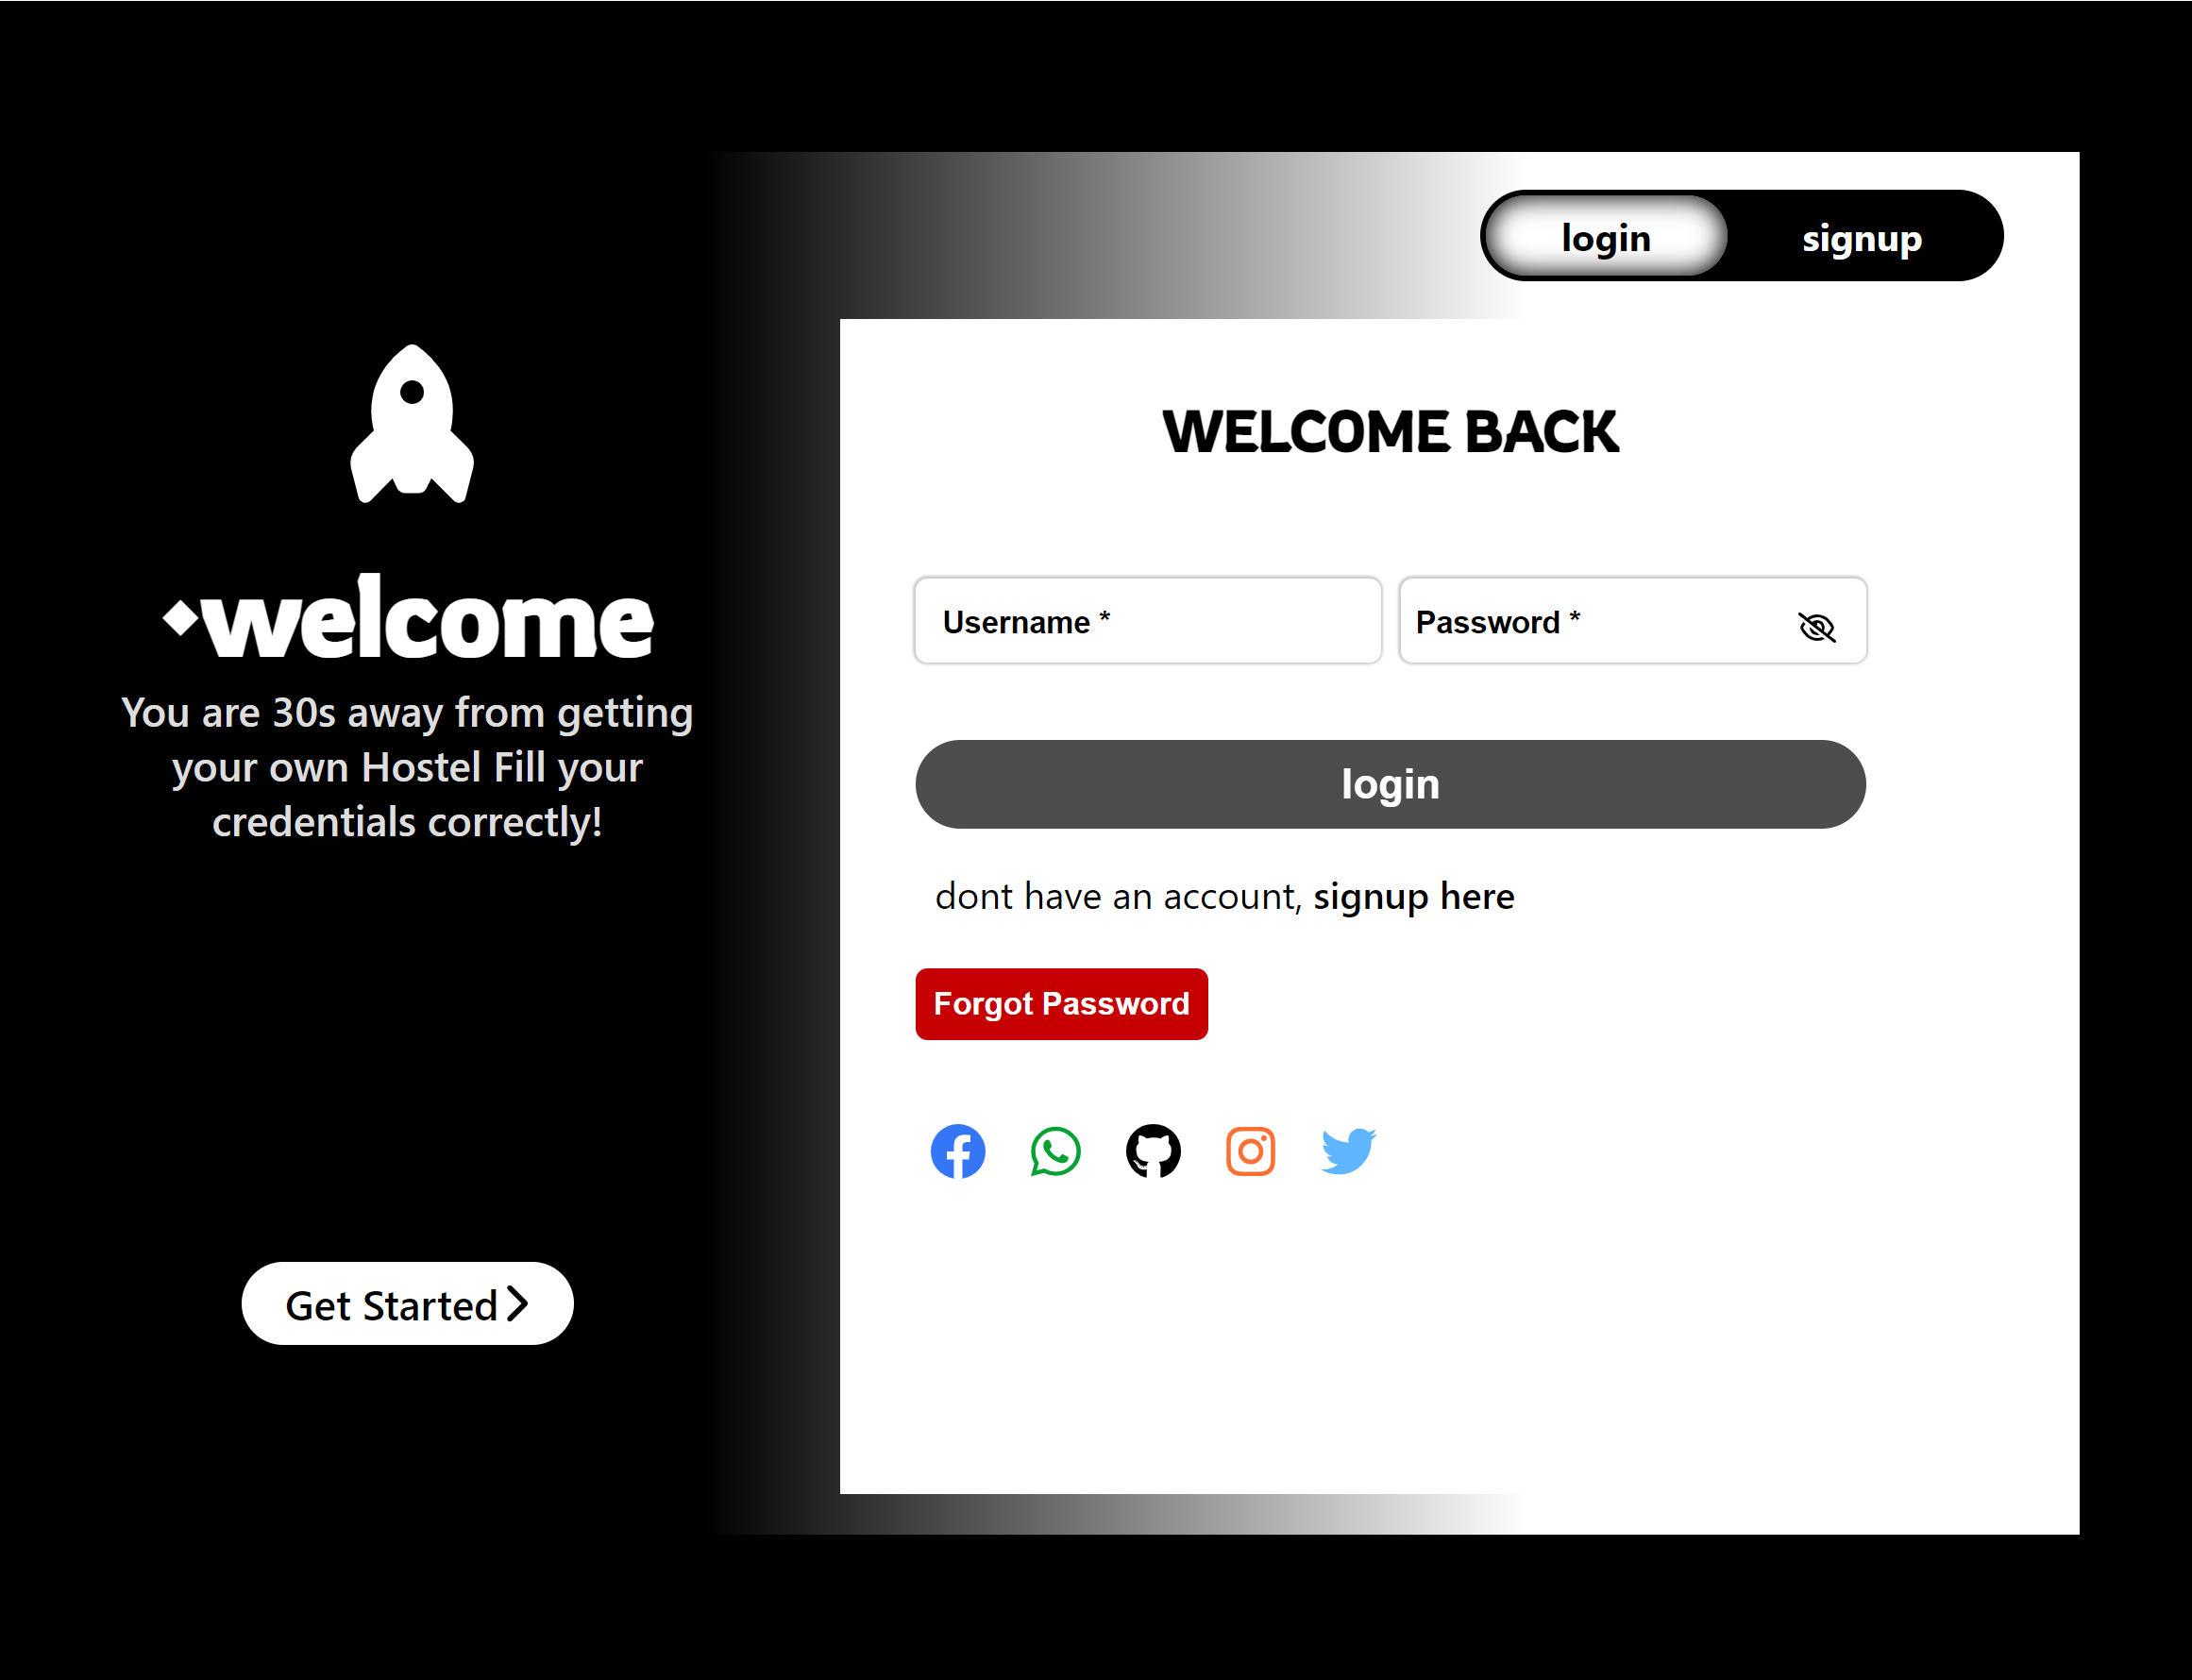 welcome
You are 30s away from getting
your own Hostel Fill your
credentials correctly!
Get Started
login signup
WELCOME BACK
Username * Password *
login
dont have an account, signup here
Forgot Password